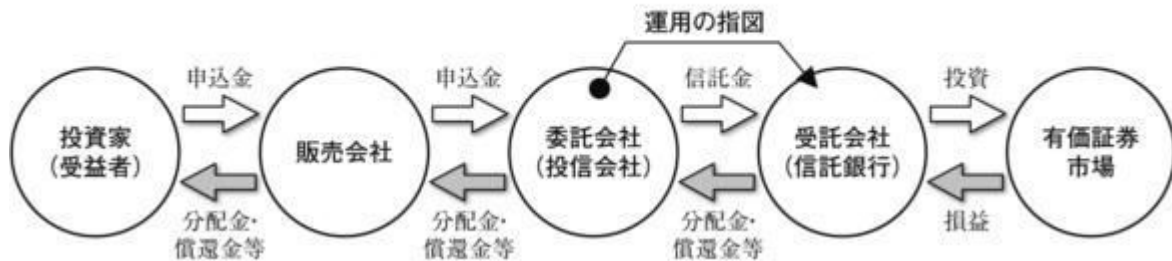 運用の指図
申込金
申込金
信託金
投資
投資家
(受益者)
販売会社
委託会社
(投信会社)
受託会社
(信託銀行)
有価証券
市場
分配金・
償還金等
分配金・
償還金等
分配金・
償還金等
損益